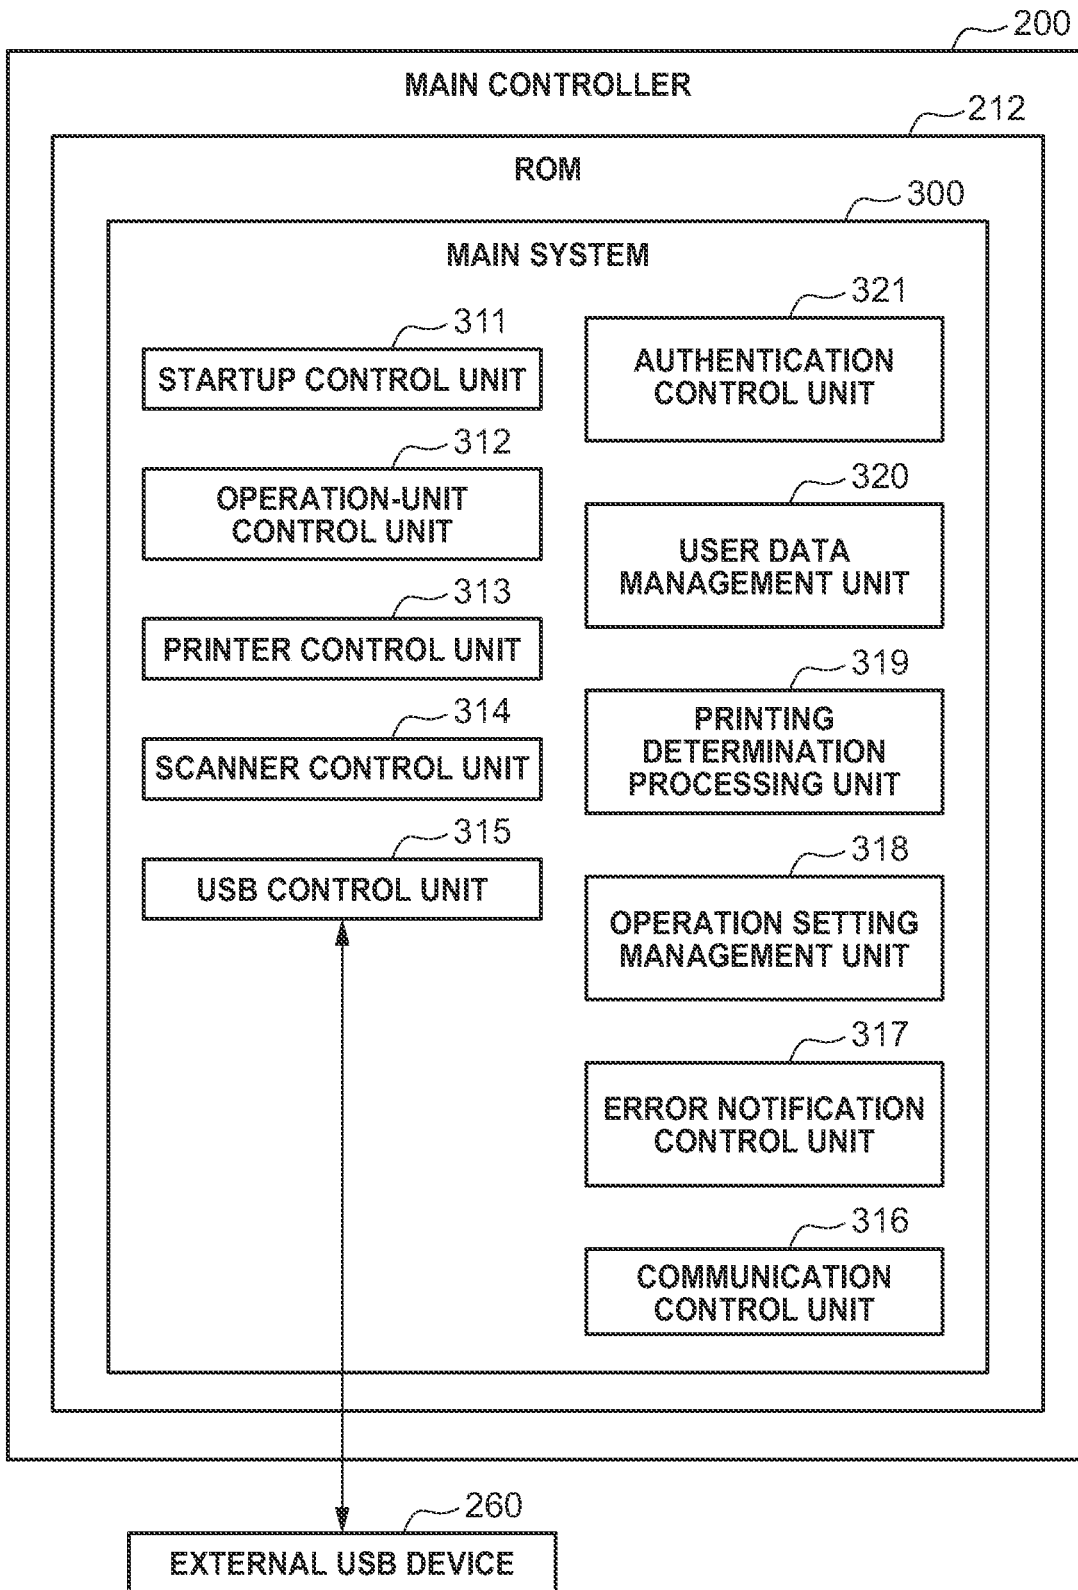 200
MAIN CONTROLLER
212
ROM
300
MAIN SYSTEM
311
STARTUP CONTROL UNIT
312
OPERATION-UNIT
CONTROL UNIT
313
PRINTER CONTROL UNIT
314
SCANNER CONTROL UNIT
315
USB CONTROL UNIT
321
AUTHENTICATION
CONTROL UNIT
320
USER DATA
MANAGEMENT UNIT
319
PRINTING
DETERMINATION
PROCESSING UNIT
318
OPERATION SETTING
MANAGEMENT UNIT
317
ERROR NOTIFICATION
CONTROL UNIT
316
COMMUNICATION
CONTROL UNIT
260
EXTERNAL USB DEVICE